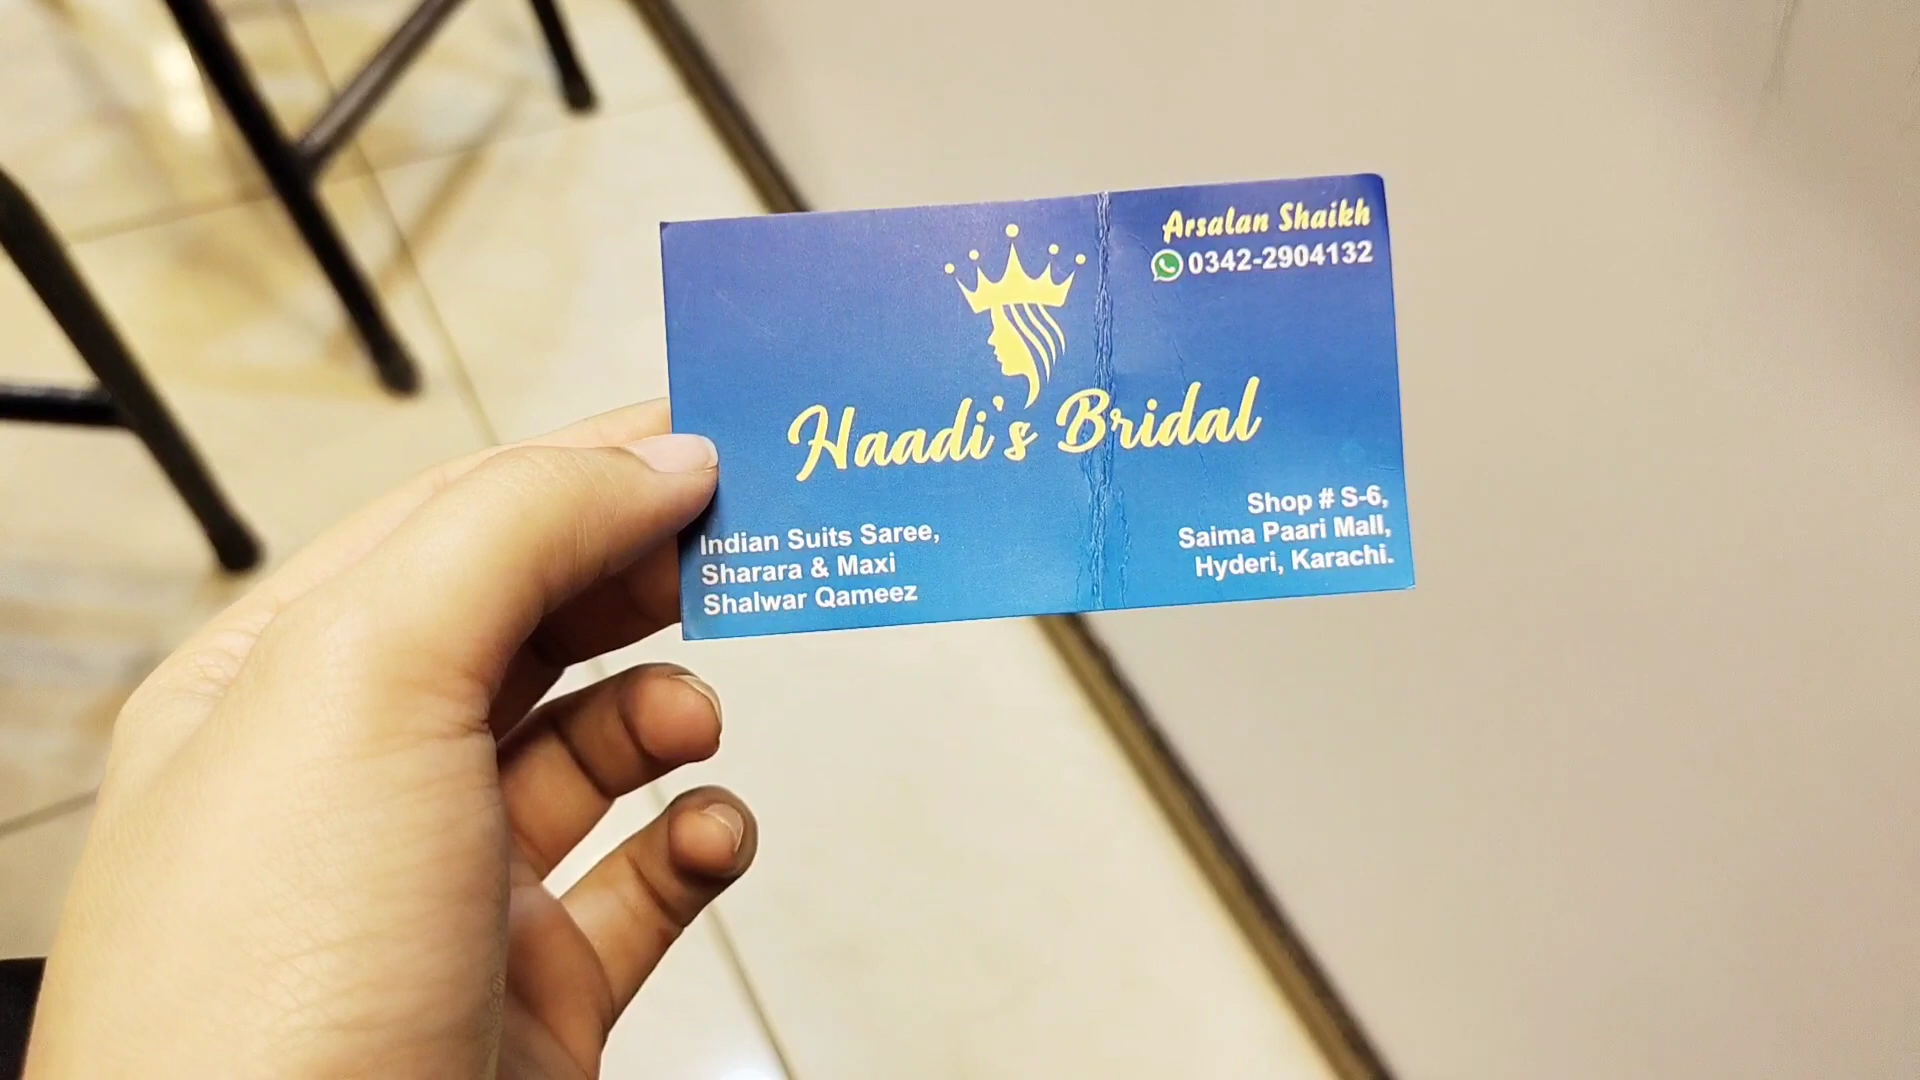 Arsalan Shaikh
0342-2904132
Haadi's Bridal
Indian Suits Saree,
Sharara & Maxi
Shalwar Qameez
Shop # S-6,
Saima Paari Mall,
Hyderi, Karachi.